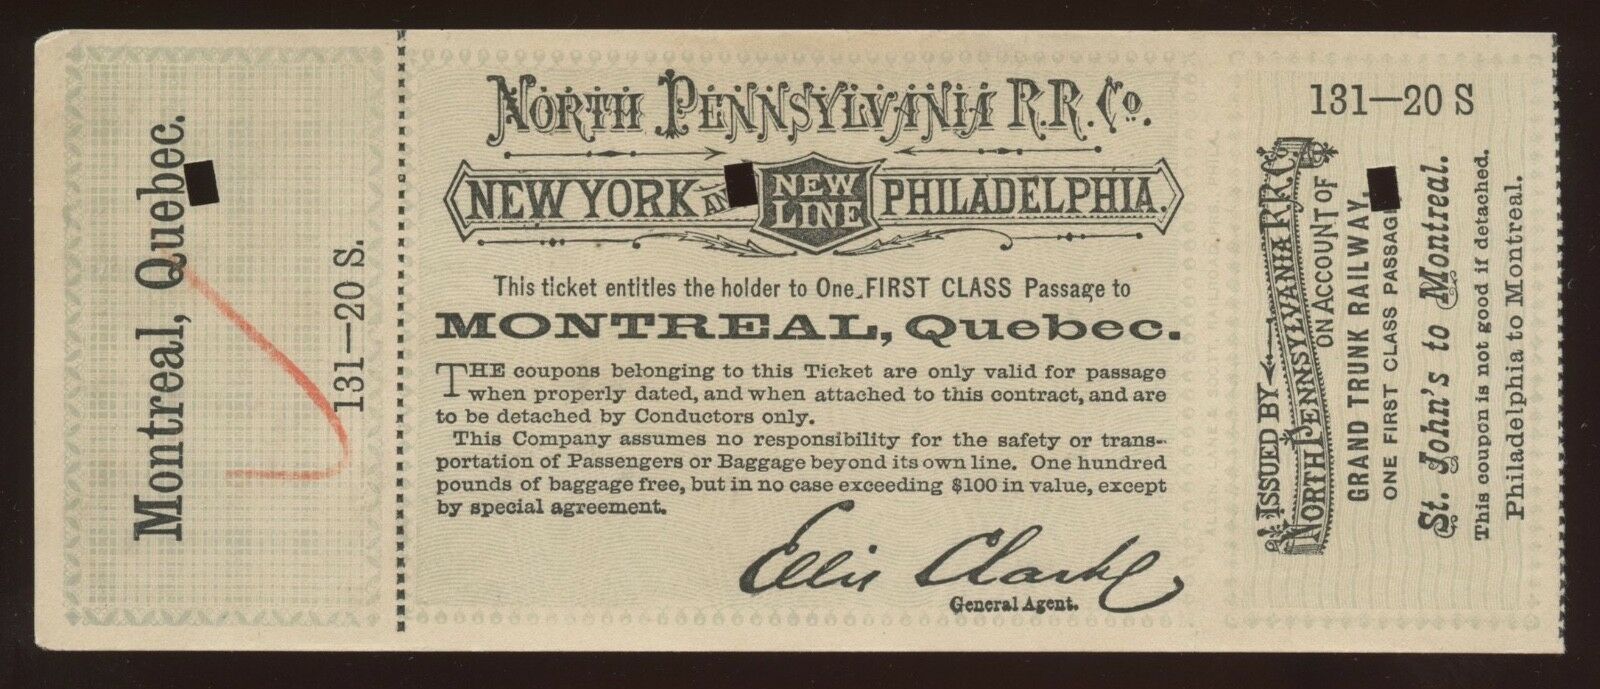 Montreal, Quebec.
131—20 S.
NORTH PENNSYLVANIA R.R. Co.
NEW YORK AND NEW LINE PHILADELPHIA.
This ticket entitles the holder to One FIRST CLASS Passage to
MONTREAL, Quebec.
THE coupons belonging to this Ticket are only valid for passage
when properly dated, and when attached to this contract, and are
to be detached by Conductors only.
This Company assumes no responsibility for the safety or trans-
portation of Passengers or Baggage beyond its own line. One hundred
pounds of baggage free, but in no case exceeding $100 in value, except
by special agreement.
Ellis Clark
General Agent.
131—20 S
ISSUED BY
NORTH PENNSYLVANIA R.R. Co.
ON ACCOUNT OF
GRAND TRUNK RAILWAY.
ONE FIRST CLASS PASSAGE
St. John's to Montreal.
This coupon is not good if detached.
Philadelphia to Montreal.